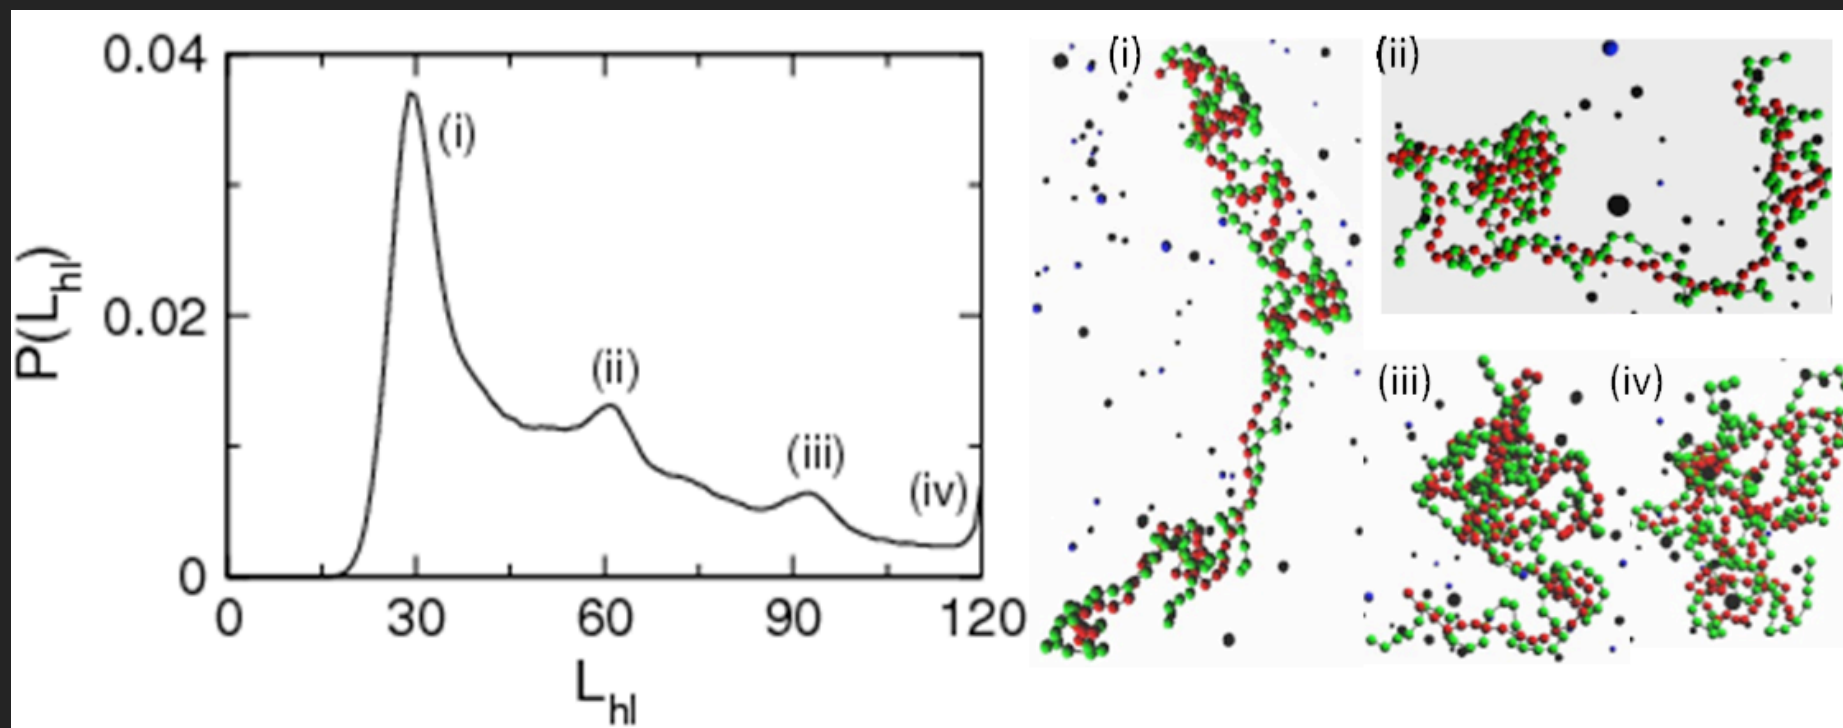 0.04
0.02
0
P(L_hl)
0
30
60
90
120
L_hl
(i)
(ii)
(iii)
(iv)
(i)
(ii)
(iii)
(iv)